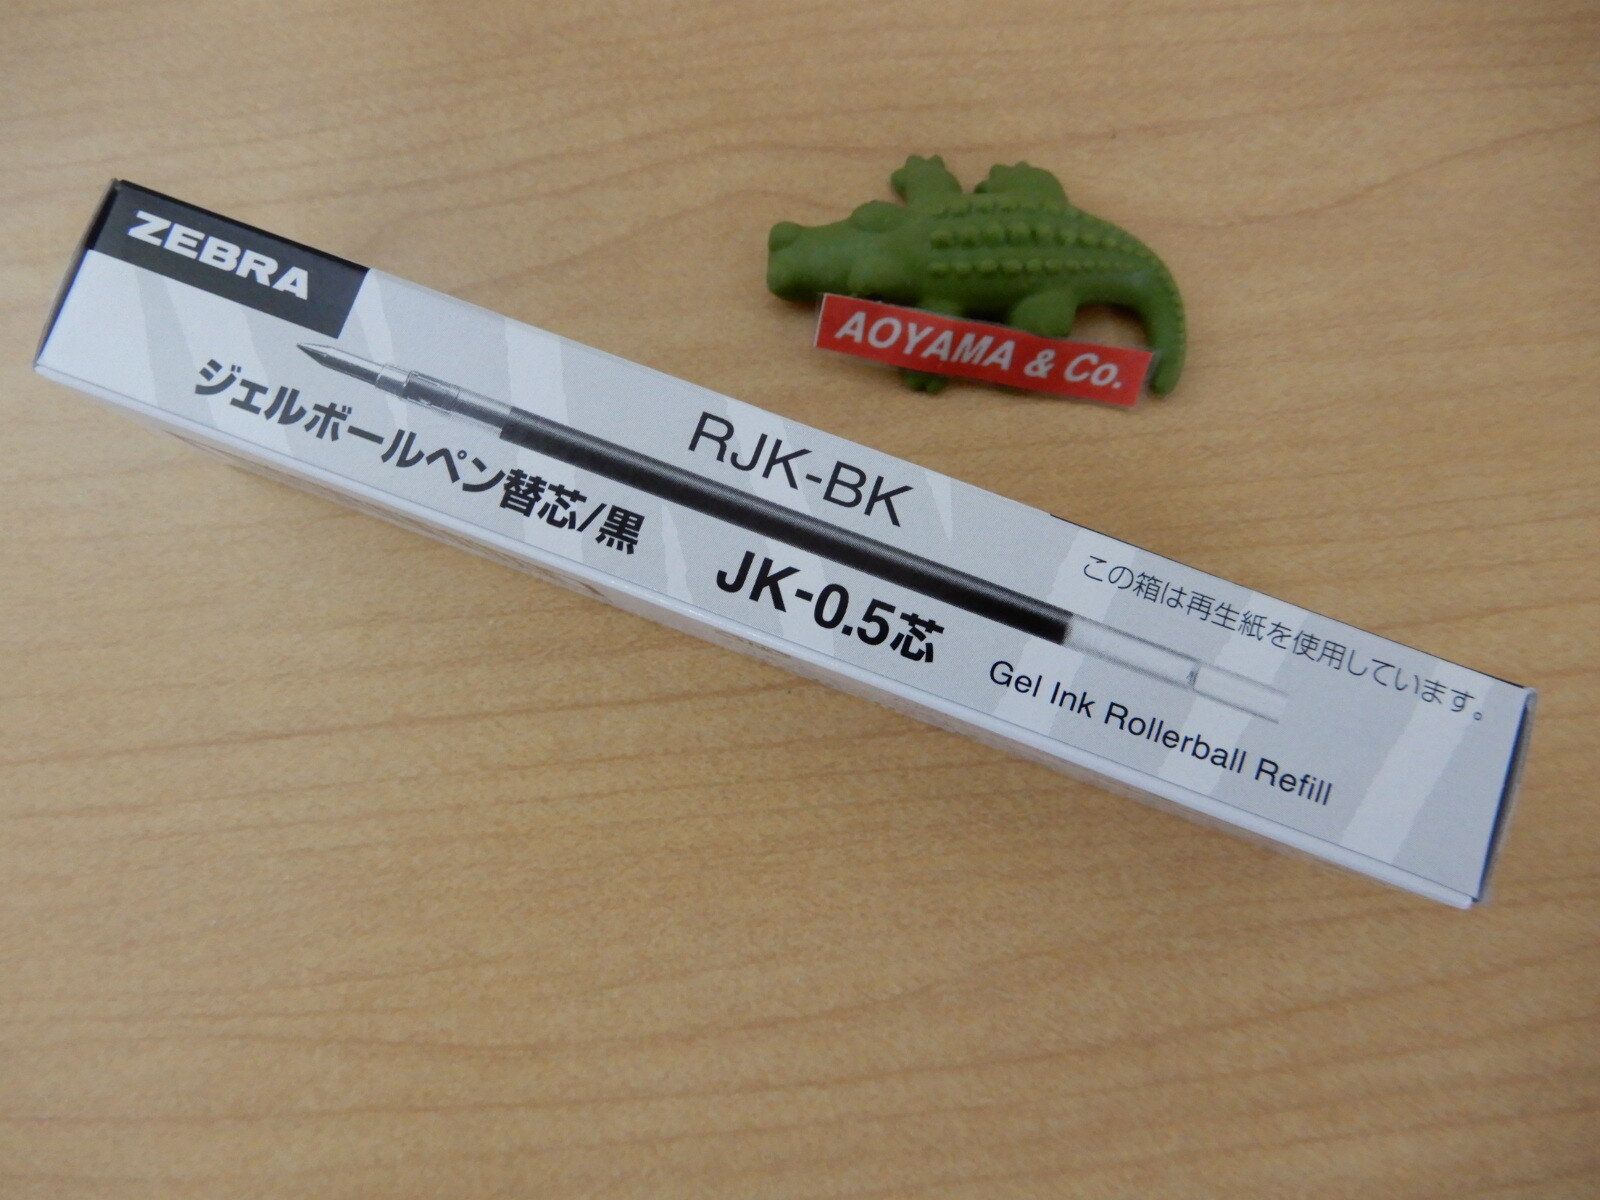 ZEBRA
ジェルボールペン替芯/黒
RJK-BK
JK-0.5芯
この箱は再生紙を使用しています。
Gel Ink Rollerball Refill
AOYAMA & Co.